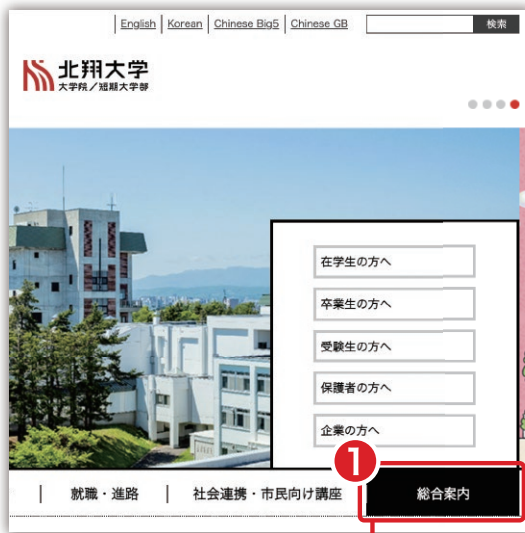 English Korean Chinese Big5 Chinese GB 検索
北翔大学
大学院/短期大学部
在学生の方へ
卒業生の方へ
受験生の方へ
保護者の方へ
企業の方へ
1
就職・進路 社会連携・市民向け講座 総合案内